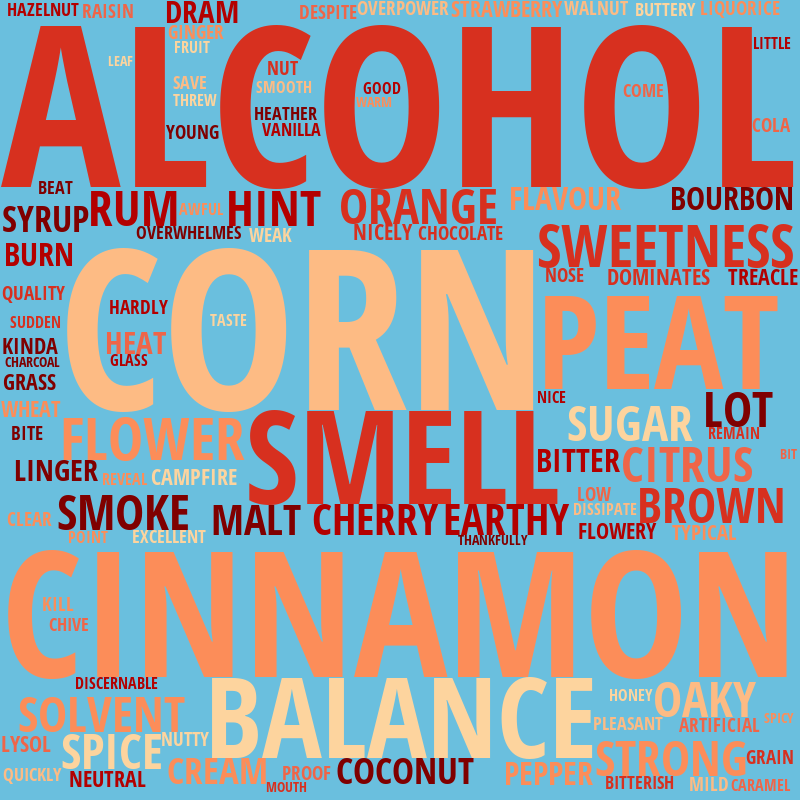 HAZELNUT RAISIN DRAM DESPITE OVERPOWER STRAWBERRY WALNUT BUTTERY LIQUORICE
GINGER
FRUIT LITTLE
LEAF
NUT
SAVE SMOOTH GOOD COME
THREW WARM
HEATHER
YOUNG VANILLA COLA
ALCOHOL
BEAT
SYRUP RUM AWFUL HINT ORANGE FLAVOUR BOURBON
OVERWHELMES WEAK NICELY CHOCOLATE
BURN SWEETNESS
NOSE DOMINATES TREACLE
QUALITY
HARDLY
SUDDEN TASTE
KINDA HEAT
CHARCOAL GLASS
GRASS
CORN PEAT
NICE
WHEAT SUGAR LOT
BITE FLOWER REMAIN
SMELL
LINGER REVEAL CAMPFIRE BITTER CITRUS BIT
LOW
CLEAR SMOKE MALT CHERRY EARTHY DISSIPATE BROWN
POINT EXCELLENT THANKFULLY FLOWERY TYPICAL
CINNAMON
KILL
CHIVE
DISCERNABLE
BALANCE HONEY OAKY
SOLVENT PLEASANT ARTIFICIAL SPICY
LYSOL SPICE NUTTY
STRONG GRAIN
QUICKLY NEUTRAL CREAM PROOF COCONUT PEPPER
MOUTH BITTERISH MILD CARAMEL